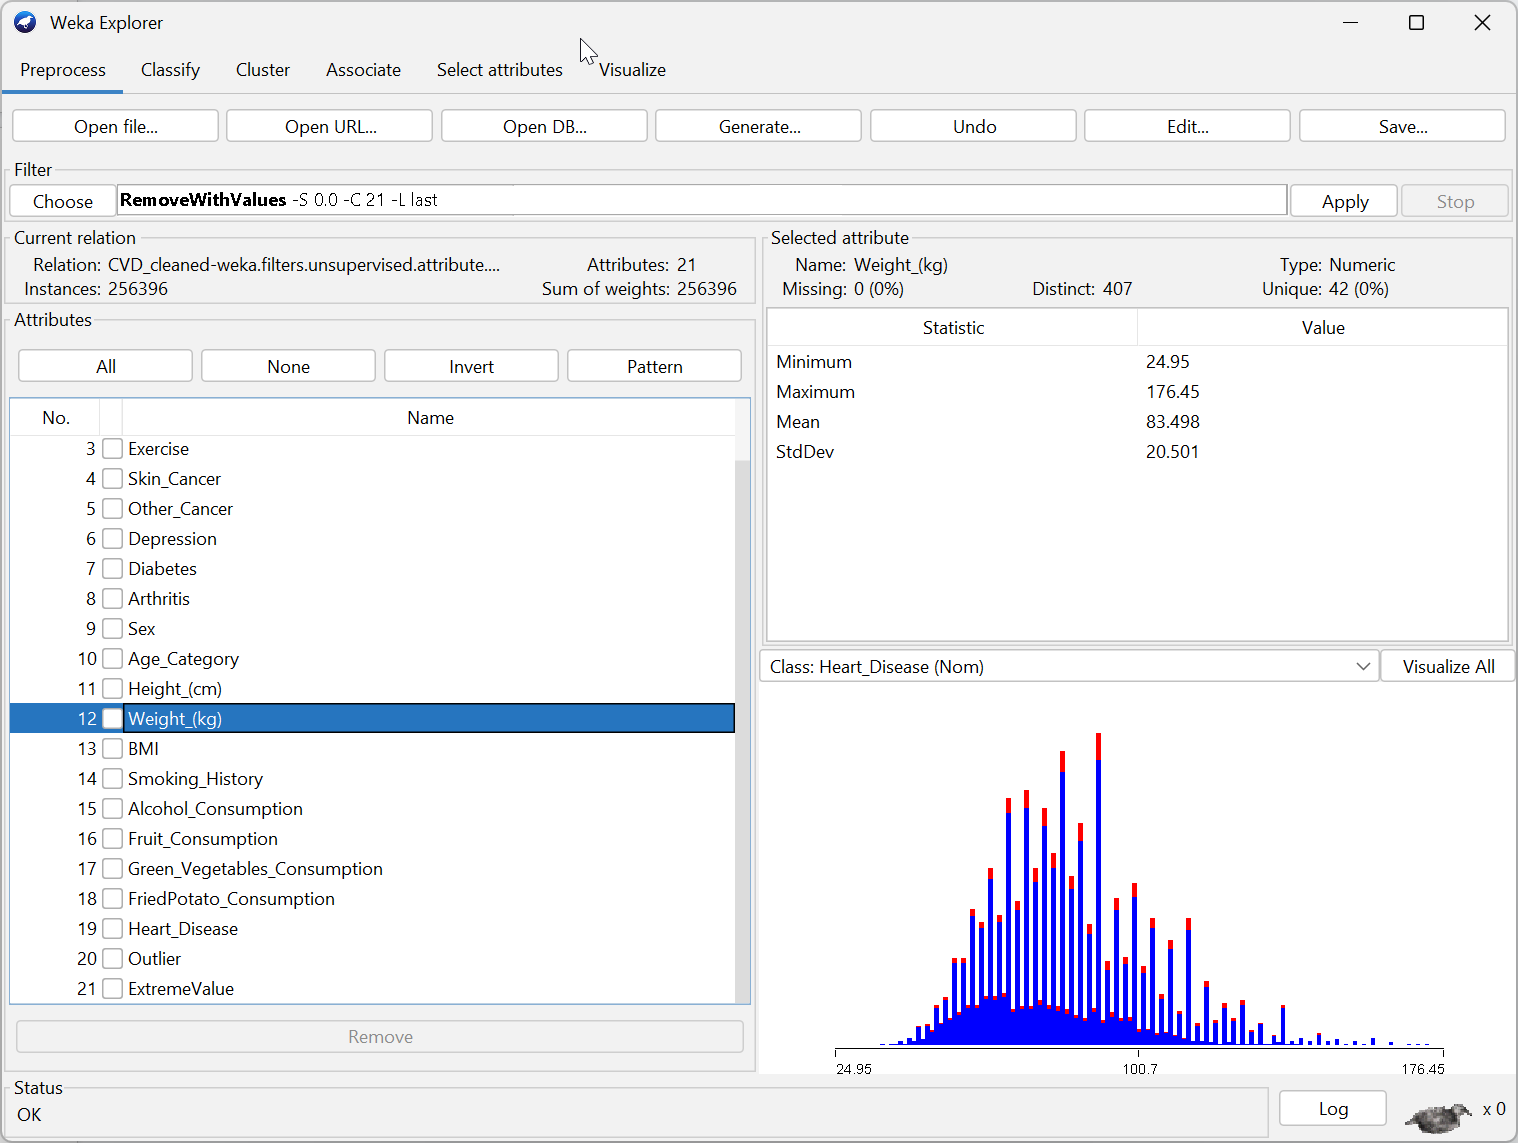 Weka Explorer
Preprocess Classify Cluster Associate Select attributes Visualize
Open file... Open URL... Open DB... Generate... Undo Edit... Save...
Filter
Choose RemoveWithValues -S 0.0 -C 21 -L last Apply Stop
Current relation
Relation: CVD_cleaned-weka.filters.unsupervised.attribute.... Attributes: 21
Instances: 256396 Sum of weights: 256396
Attributes
All None Invert Pattern
No. Name
3 Exercise
4 Skin_Cancer
5 Other_Cancer
6 Depression
7 Diabetes
8 Arthritis
9 Sex
10 Age_Category
11 Height_(cm)
12 Weight_(kg)
13 BMI
14 Smoking_History
15 Alcohol_Consumption
16 Fruit_Consumption
17 Green_Vegetables_Consumption
18 FriedPotato_Consumption
19 Heart_Disease
20 Outlier
21 ExtremeValue
Remove
Selected attribute
Name: Weight_(kg) Type: Numeric
Missing: 0 (0%) Distinct: 407 Unique: 42 (0%)
Statistic Value
Minimum 24.95
Maximum 176.45
Mean 83.498
StdDev 20.501
Class: Heart_Disease (Nom) Visualize All
24.95 100.7 176.45
Status
OK
Log x 0